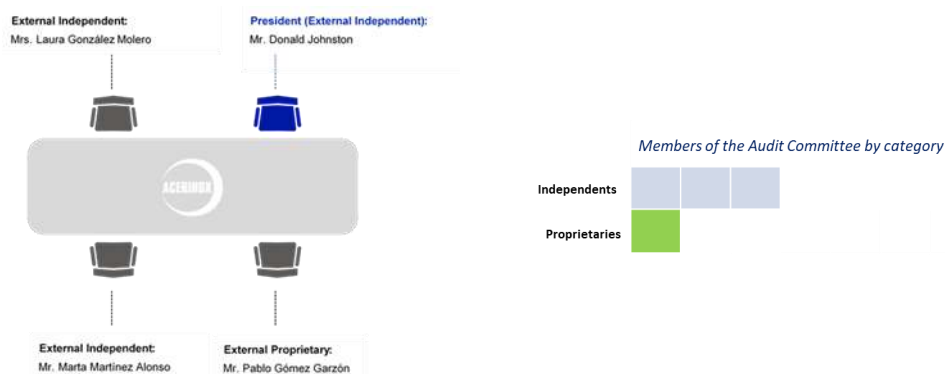 External Independent:
Mrs. Laura González Molero
President (External Independent):
Mr. Donald Johnston
ACERINOX
External Independent:
Mr. Marta Martínez Alonso
External Proprietary:
Mr. Pablo Gómez Garzón
Members of the Audit Committee by category
Independents
Proprietaries